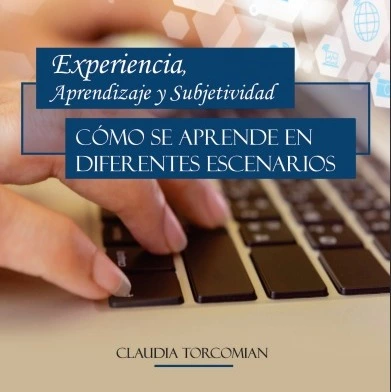 Experiencia,
Aprendizaje y Subjetividad
CÓMO SE APRENDE EN
DIFERENTES ESCENARIOS
CLAUDIA TORCOMIAN